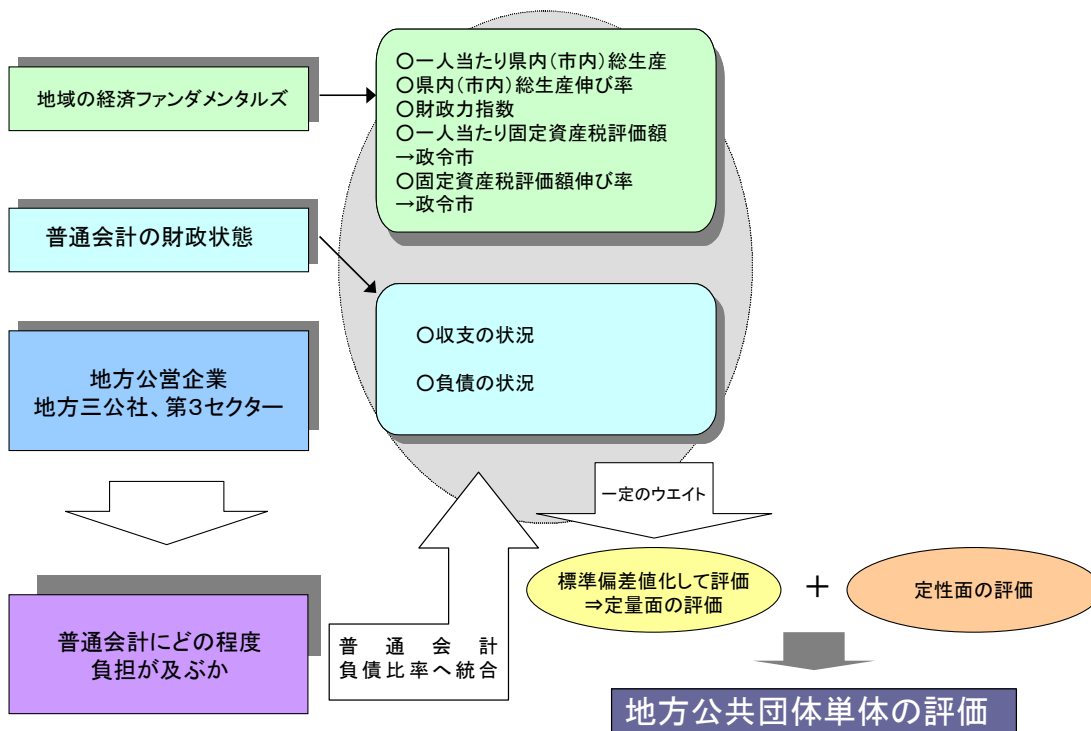 地域の経済ファンダメンタルズ
○一人当たり県内(市内)総生産
○県内(市内)総生産伸び率
○財政力指数
○一人当たり固定資産税評価額
→政令市
○固定資産税評価額伸び率
→政令市
普通会計の財政状態
○収支の状況
○負債の状況
地方公営企業
地方三公社、第3セクター
普通会計にどの程度
負担が及ぶか
普通会計
負債比率へ統合
一定のウエイト
標準偏差値化して評価
⇒定量面の評価
+
定性面の評価
地方公共団体単体の評価